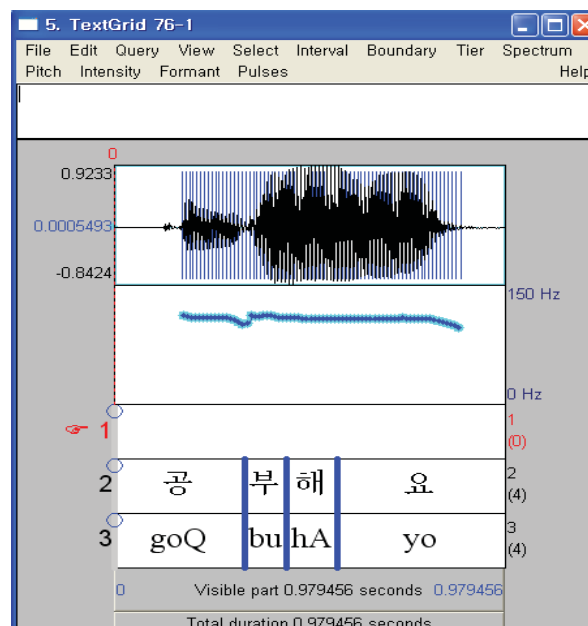 5. TextGrid 76-1
File Edit Query View Select Interval Boundary Tier Spectrum
Pitch Intensity Formant Pulses Help
0
0.9233
0.0005493
-0.8424
150 Hz
0 Hz
1 1
(0)
2 공 부 해 요 2
(4)
3 goQ bu hA yo 3
(4)
0 Visible part 0.979456 seconds 0.979456
Total duration 0.979456 seconds